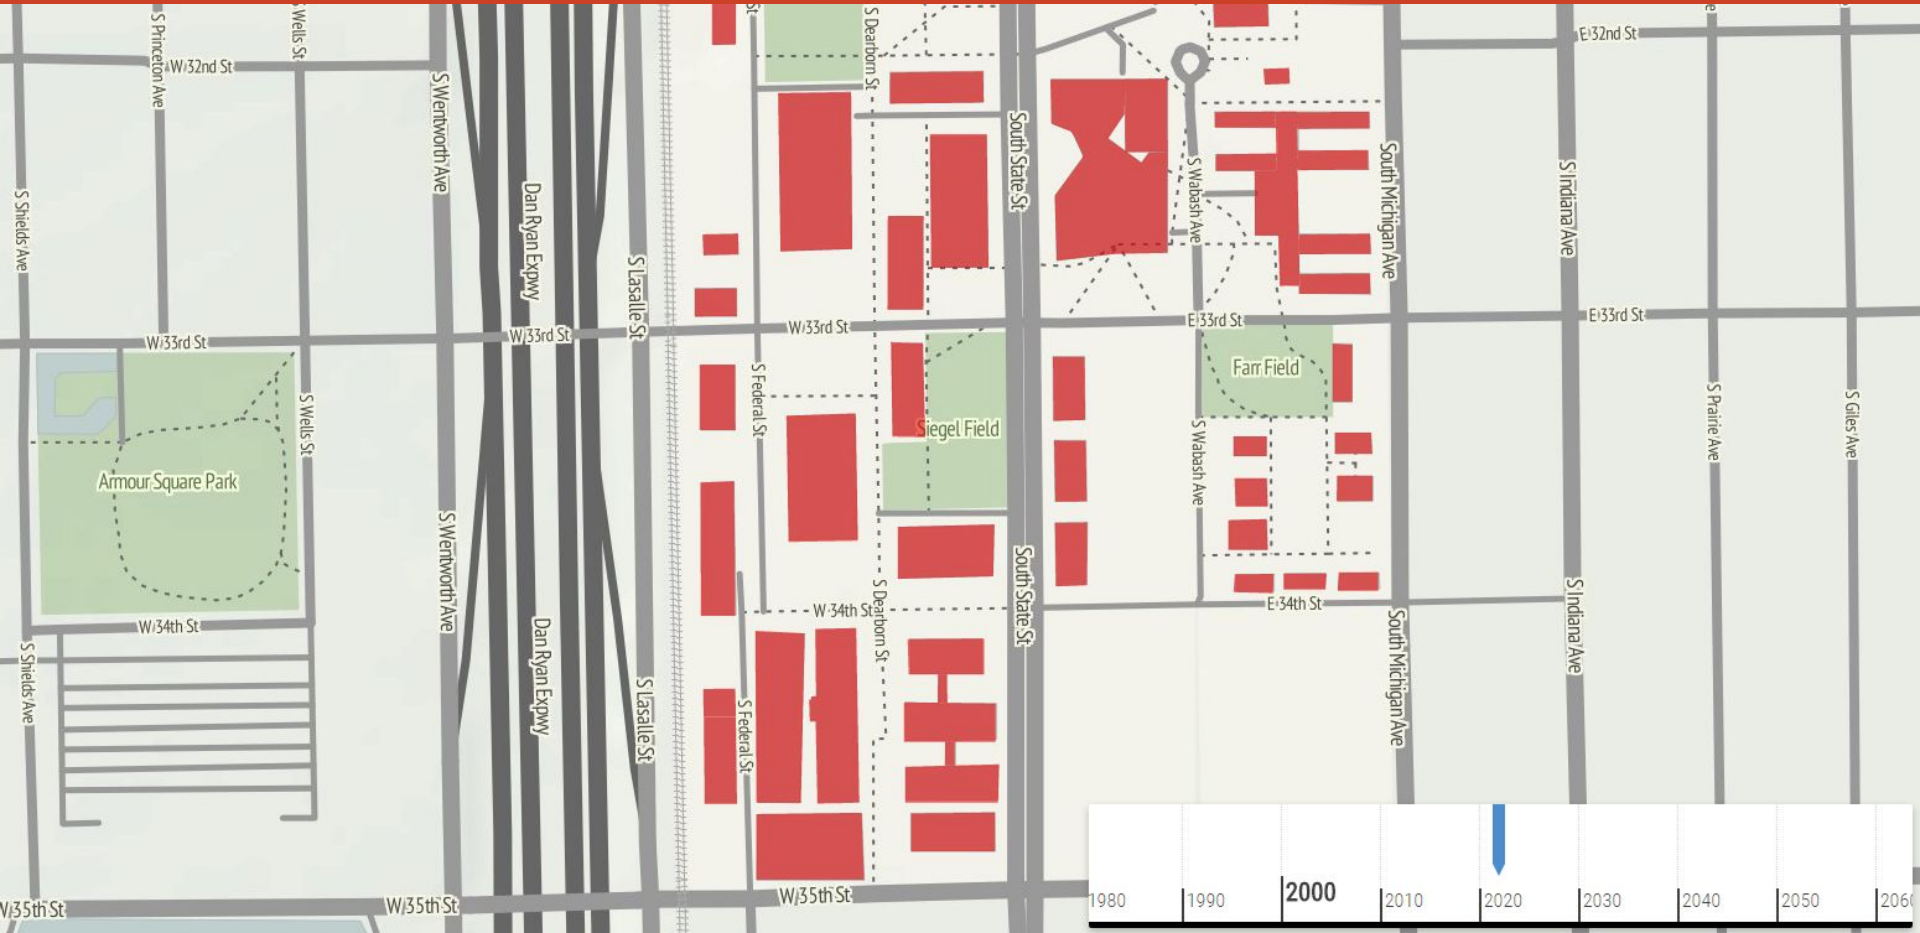 S Princeton Ave
S Wells St
St
S Dearborn St
e
W 32nd St
E 32nd St
S Wentworth Ave
South State St
South Michigan Ave
S Wabash Ave
S Indiana Ave
S Shields Ave
Dan Ryan Expwy
S Lasalle St
W 33rd St
W 33rd St
W 33rd St
E 33rd St
E 33rd St
Farr Field
S Federal St
S Prairie Ave
S Giles Ave
S Wells St
Siegel Field
S Wabash Ave
Armour Square Park
S Wentworth Ave
South State St
S Dearborn St
W 34th St
E 34th St
S Indiana Ave
W 34th St
Dan Ryan Expwy
South Michigan Ave
S Shields Ave
S Lasalle St
S Federal St
W 35th St
W 35th St
W 35th St
1980
1990
2000
2010
2020
2030
2040
2050
206